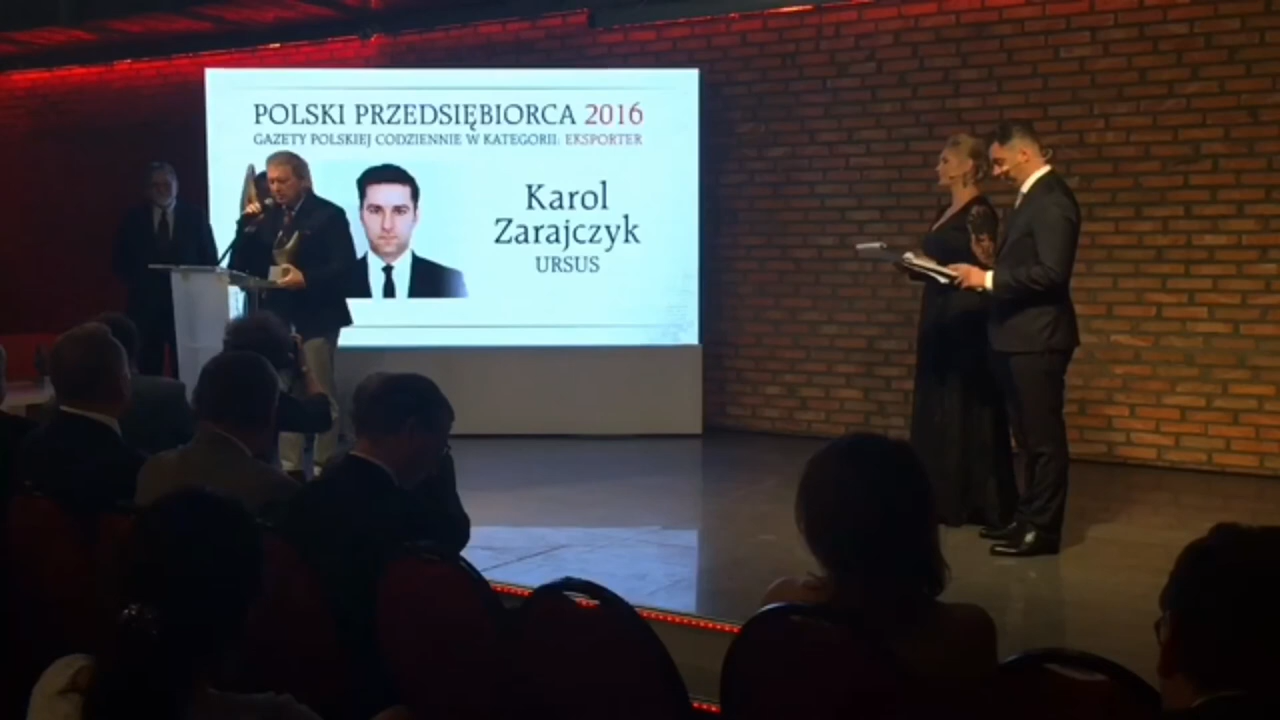 POLSKI PRZEDSIĘBIORCA 2016
GAZETY POLSKIEJ CODZIENNIE W KATEGORII: EKSPORTER
Karol
Zarajczyk
URSUS